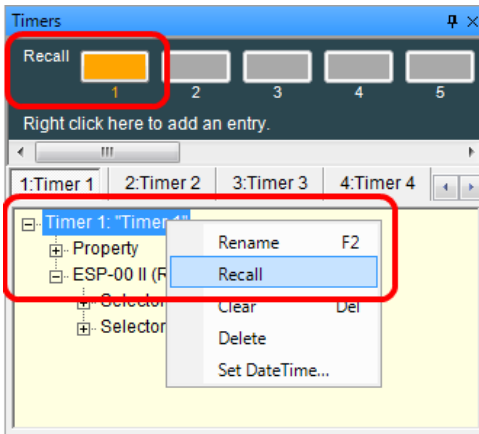 Timers
Recall
1 2 3 4 5
Right click here to add an entry.
1:Timer 1 2:Timer 2 3:Timer 3 4:Timer 4
Timer 1: "Timer 1"
Property Rename F2
ESP-00 II (R Recall
Selector Clear Del
Selector Delete
Set DateTime...